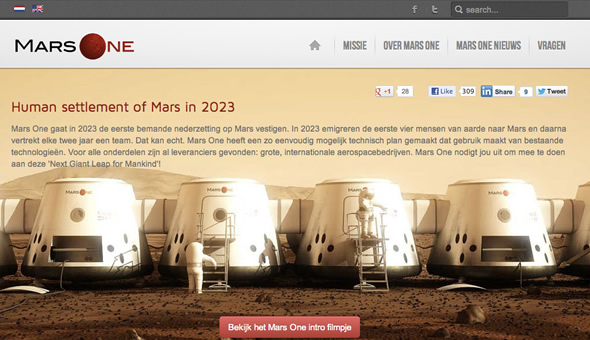 search...
MARS ONE
MISSIE
OVER MARS ONE
MARS ONE NIEUWS
VRAGEN
+1 28 Like 309 Share 9 Tweet
Human settlement of Mars in 2023
Mars One gaat in 2023 de eerste bemande nederzetting op Mars vestigen. In 2023 emigreren de eerste vier mensen van aarde naar Mars en daarna
vertrekt elke twee jaar een team. Dat kan echt. Mars One heeft een zo eenvoudig mogelijk technisch plan gemaakt dat gebruik maakt van bestaande
technologieën. Voor alle onderdelen zijn al leveranciers gevonden: grote, internationale aerospacebedrijven. Mars One nodigt jou uit om mee te doen
aan deze 'Next Giant Leap for Mankind'!
Bekijk het Mars One intro filmpje